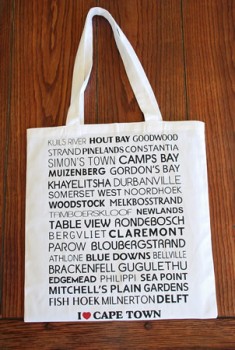 KUILS RIVER HOUT BAY GOODWOOD
STRAND PINELANDS CONSTANTIA
SIMON'S TOWN CAMPS BAY
MUIZENBERG GORDON'S BAY
KHAYELITSHA DURBANVILLE
SOMERSET WEST NOORDHOEK
WOODSTOCK MELKBOSSTRAND
TAMBOERSKLOOF NEWLANDS
TABLE VIEW RONDEBOSCH
BERGVLIET CLAREMONT
PAROW BLOUBERGSTRAND
ATHLONE BLUE DOWNS BELLVILLE
BRACKENFELL GUGULETHU
EDGEMEAD PHILIPPI SEA POINT
MITCHELL'S PLAIN GARDENS
FISH HOEK MILNERTON DELFT
I ♥ CAPE TOWN